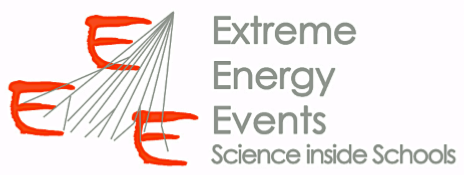 E
E
E
Extreme
Energy
Events
Science inside Schools